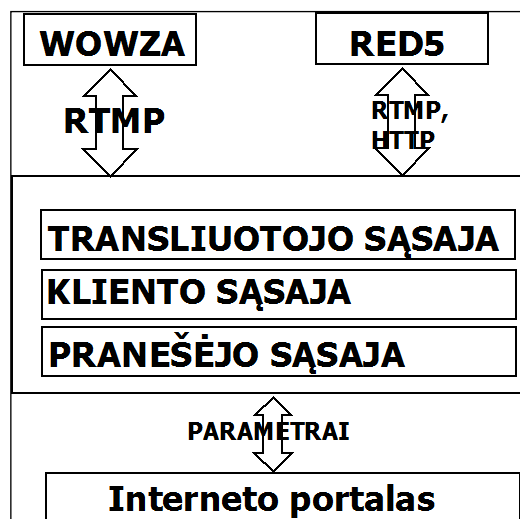 WOWZA
RED5
RTMP
RTMP,
HTTP
TRANSLIUOTOJO SĄSAJA
KLIENTO SĄSAJA
PRANEŠĖJO SĄSAJA
PARAMETRAI
Interneto portalas